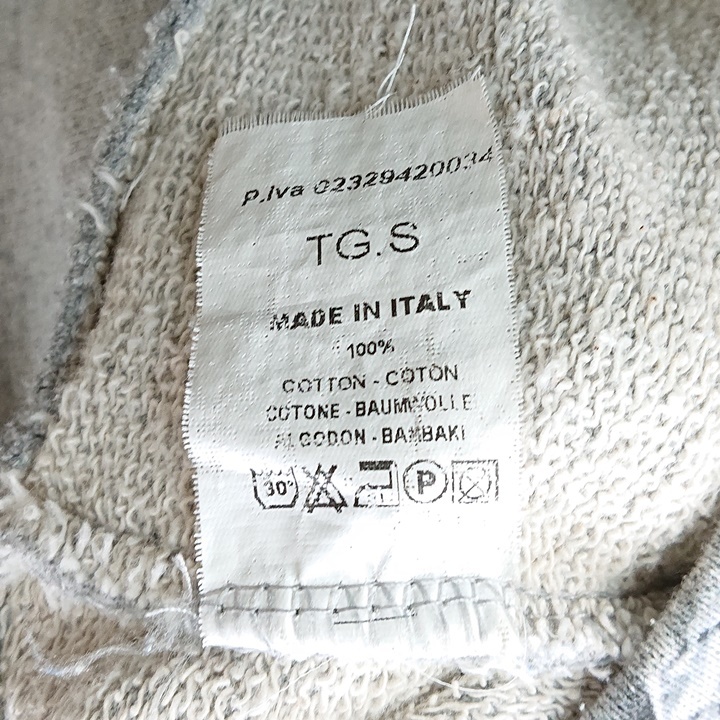 P.Iva 02329420034
TG.S
MADE IN ITALY
100%
COTTON - COTON
COTONE - BAUMWOLLE
ALGODON - BAMBAKI
30°
P